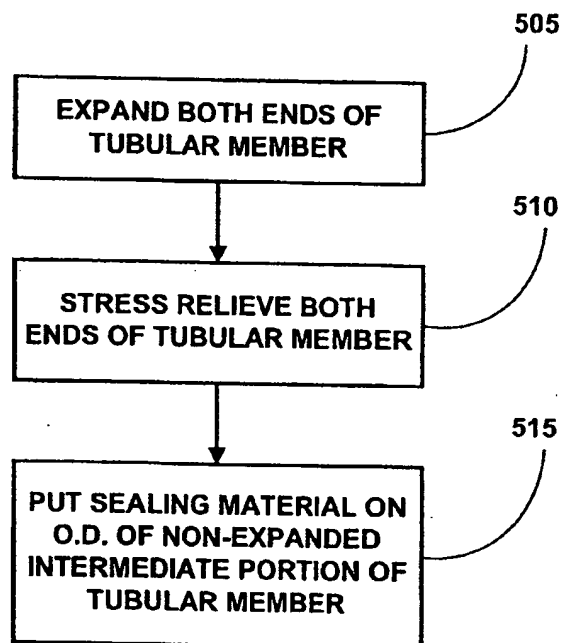 505
EXPAND BOTH ENDS OF
TUBULAR MEMBER
510
STRESS RELIEVE BOTH
ENDS OF TUBULAR MEMBER
515
PUT SEALING MATERIAL ON
O.D. OF NON-EXPANDED
INTERMEDIATE PORTION OF
TUBULAR MEMBER